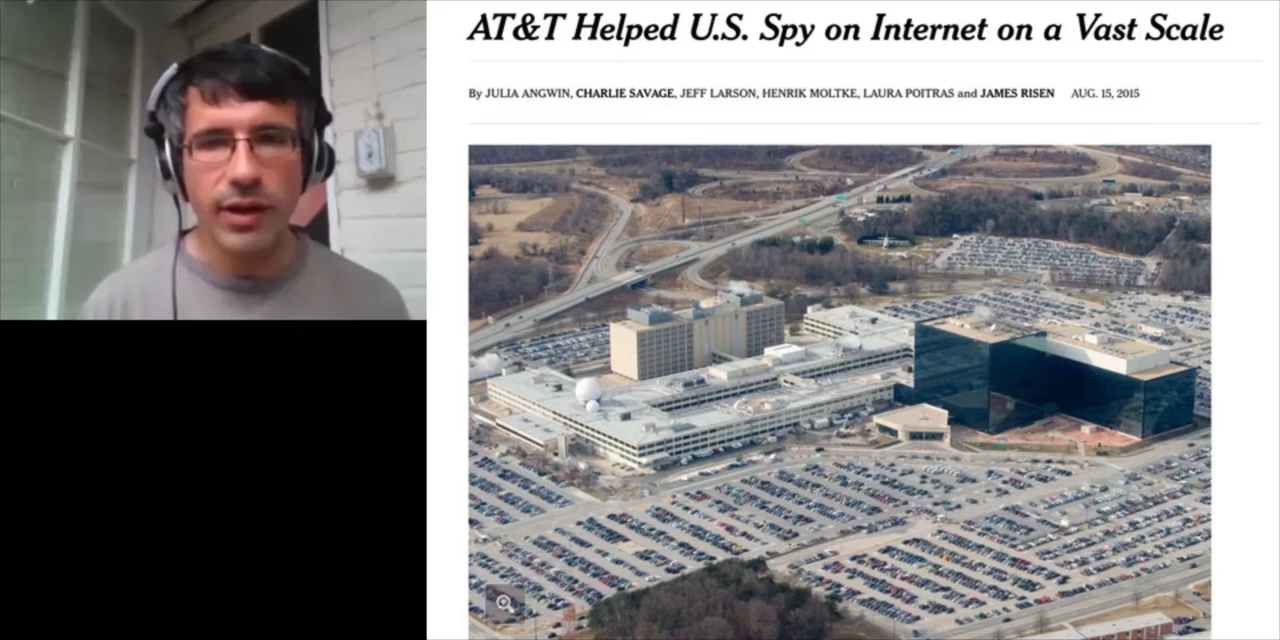 AT&T Helped U.S. Spy on Internet on a Vast Scale
By JULIA ANGWIN, CHARLIE SAVAGE, JEFF LARSON, HENRIK MOLTKE, LAURA POITRAS and JAMES RISEN AUG. 15, 2015